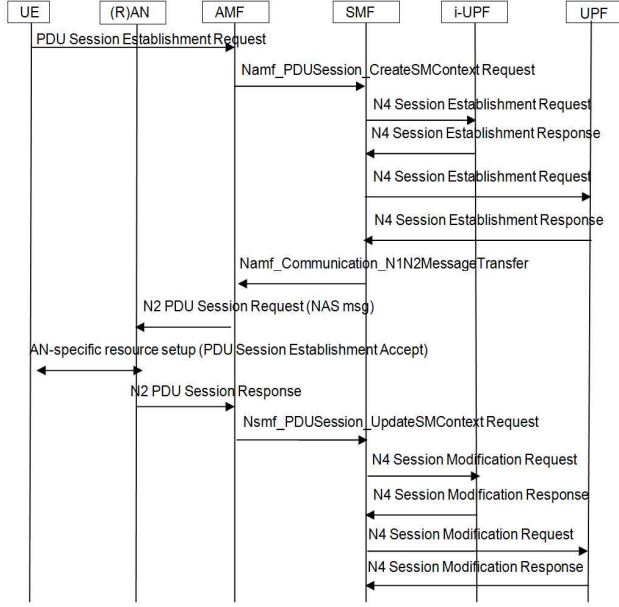 UE (R)AN AMF SMF i-UPF UPF
PDU Session Establishment Request
Namf_PDUSession_CreateSMContext Request
N4 Session Establishment Request
N4 Session Establishment Response
N4 Session Establishment Request
N4 Session Establishment Response
Namf_Communication_N1N2MessageTransfer
N2 PDU Session Request (NAS msg)
AN-specific resource setup (PDU Session Establishment Accept)
N2 PDU Session Response
Nsmf_PDUSession_UpdateSMContext Request
N4 Session Modification Request
N4 Session Modification Response
N4 Session Modification Request
N4 Session Modification Response